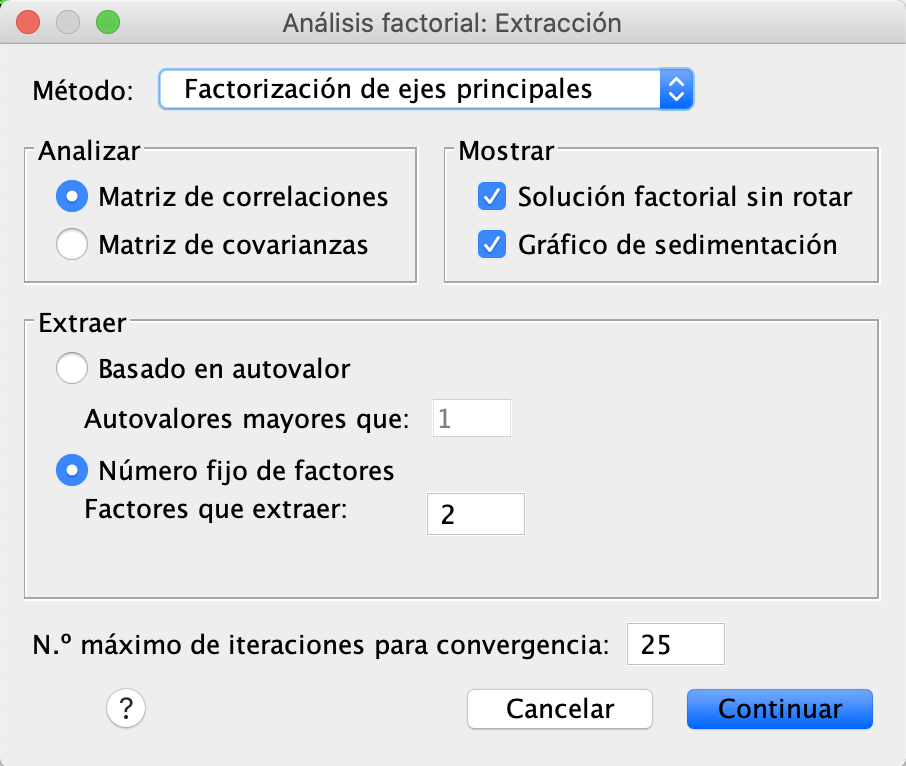 Análisis factorial: Extracción
Método: Factorización de ejes principales
Analizar
Matriz de correlaciones
Matriz de covarianzas
Mostrar
Solución factorial sin rotar
Gráfico de sedimentación
Extraer
Basado en autovalor
Autovalores mayores que: 1
Número fijo de factores
Factores que extraer: 2
N.º máximo de iteraciones para convergencia: 25
? Cancelar Continuar